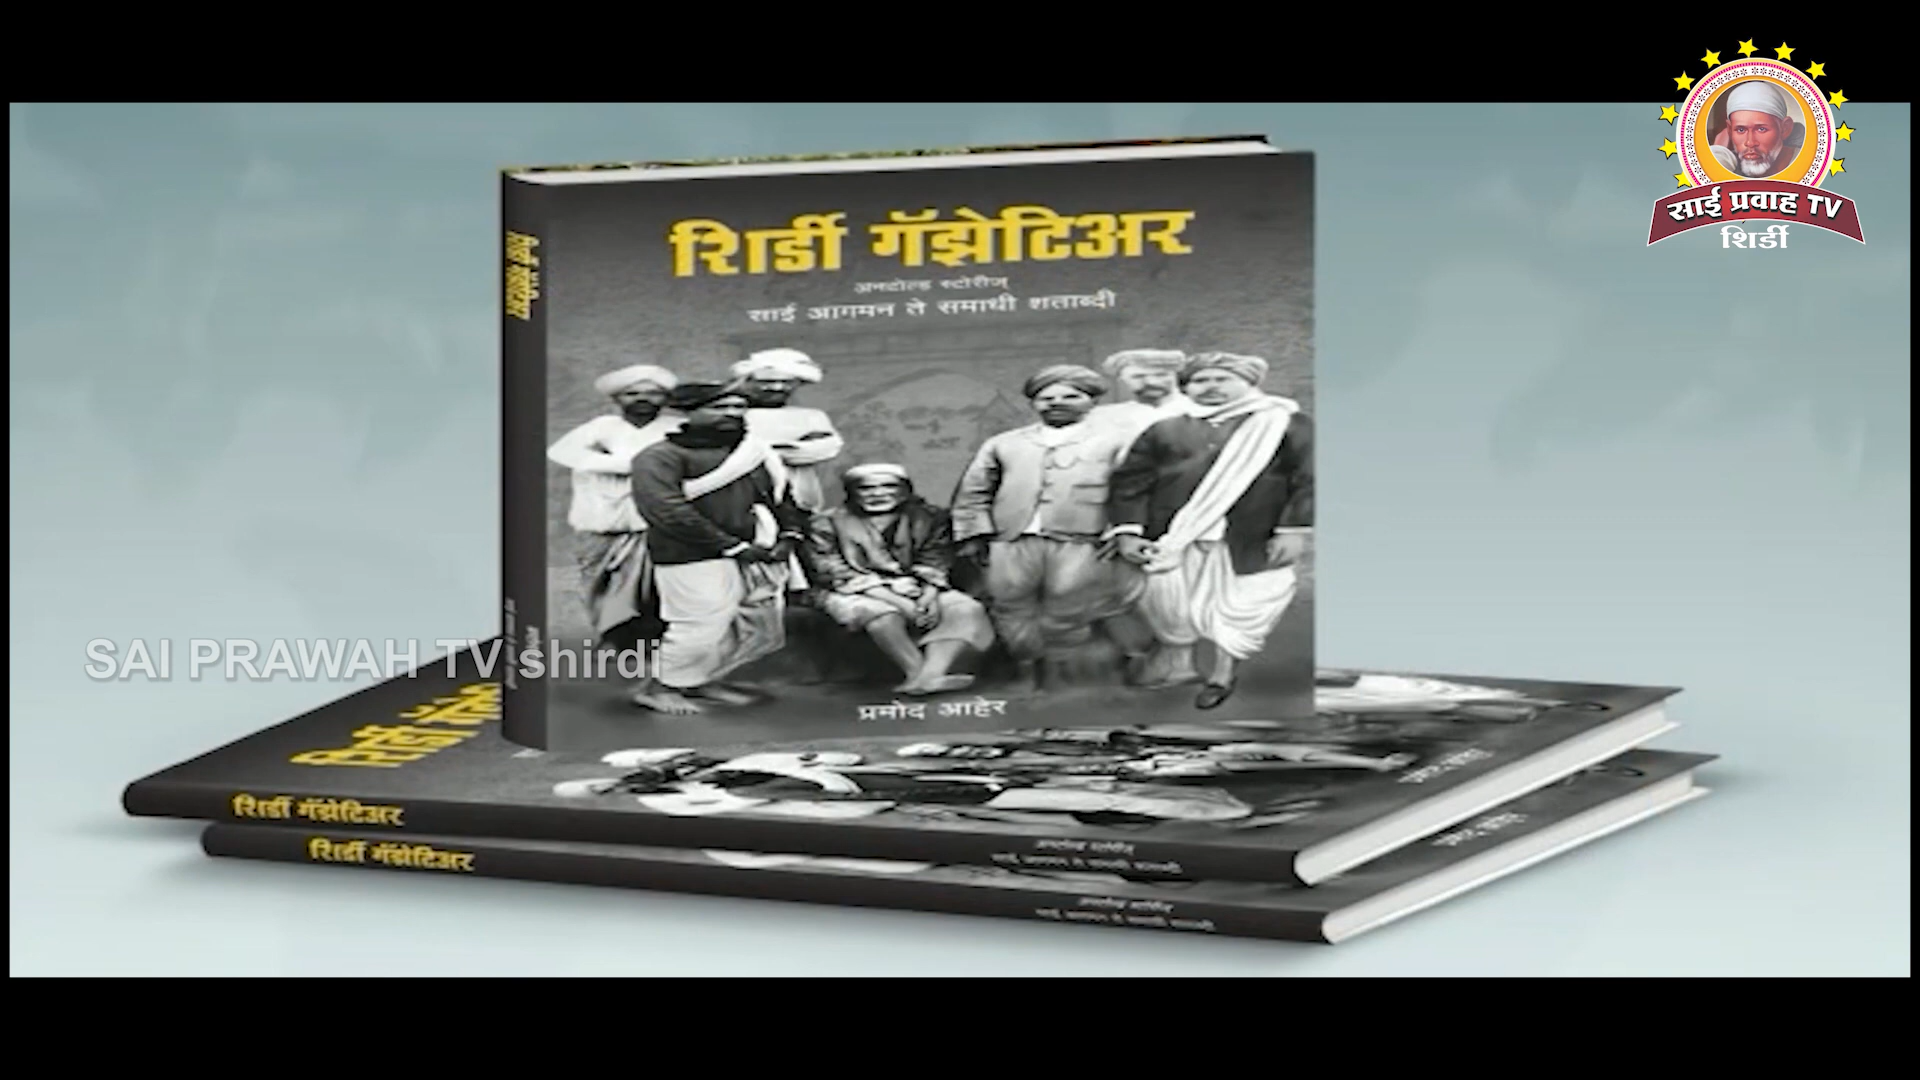 साई प्रवाह TV
शिर्डी
शिर्डी गॅझेटिअर
अनटोल्ड स्टोरीज्
साई आगमन ते समाधी शताब्दी
प्रमोद आहेर
SAI PRAWAH TV shirdi
शिर्डी गॅझेटिअर
शिर्डी गॅझेटिअर